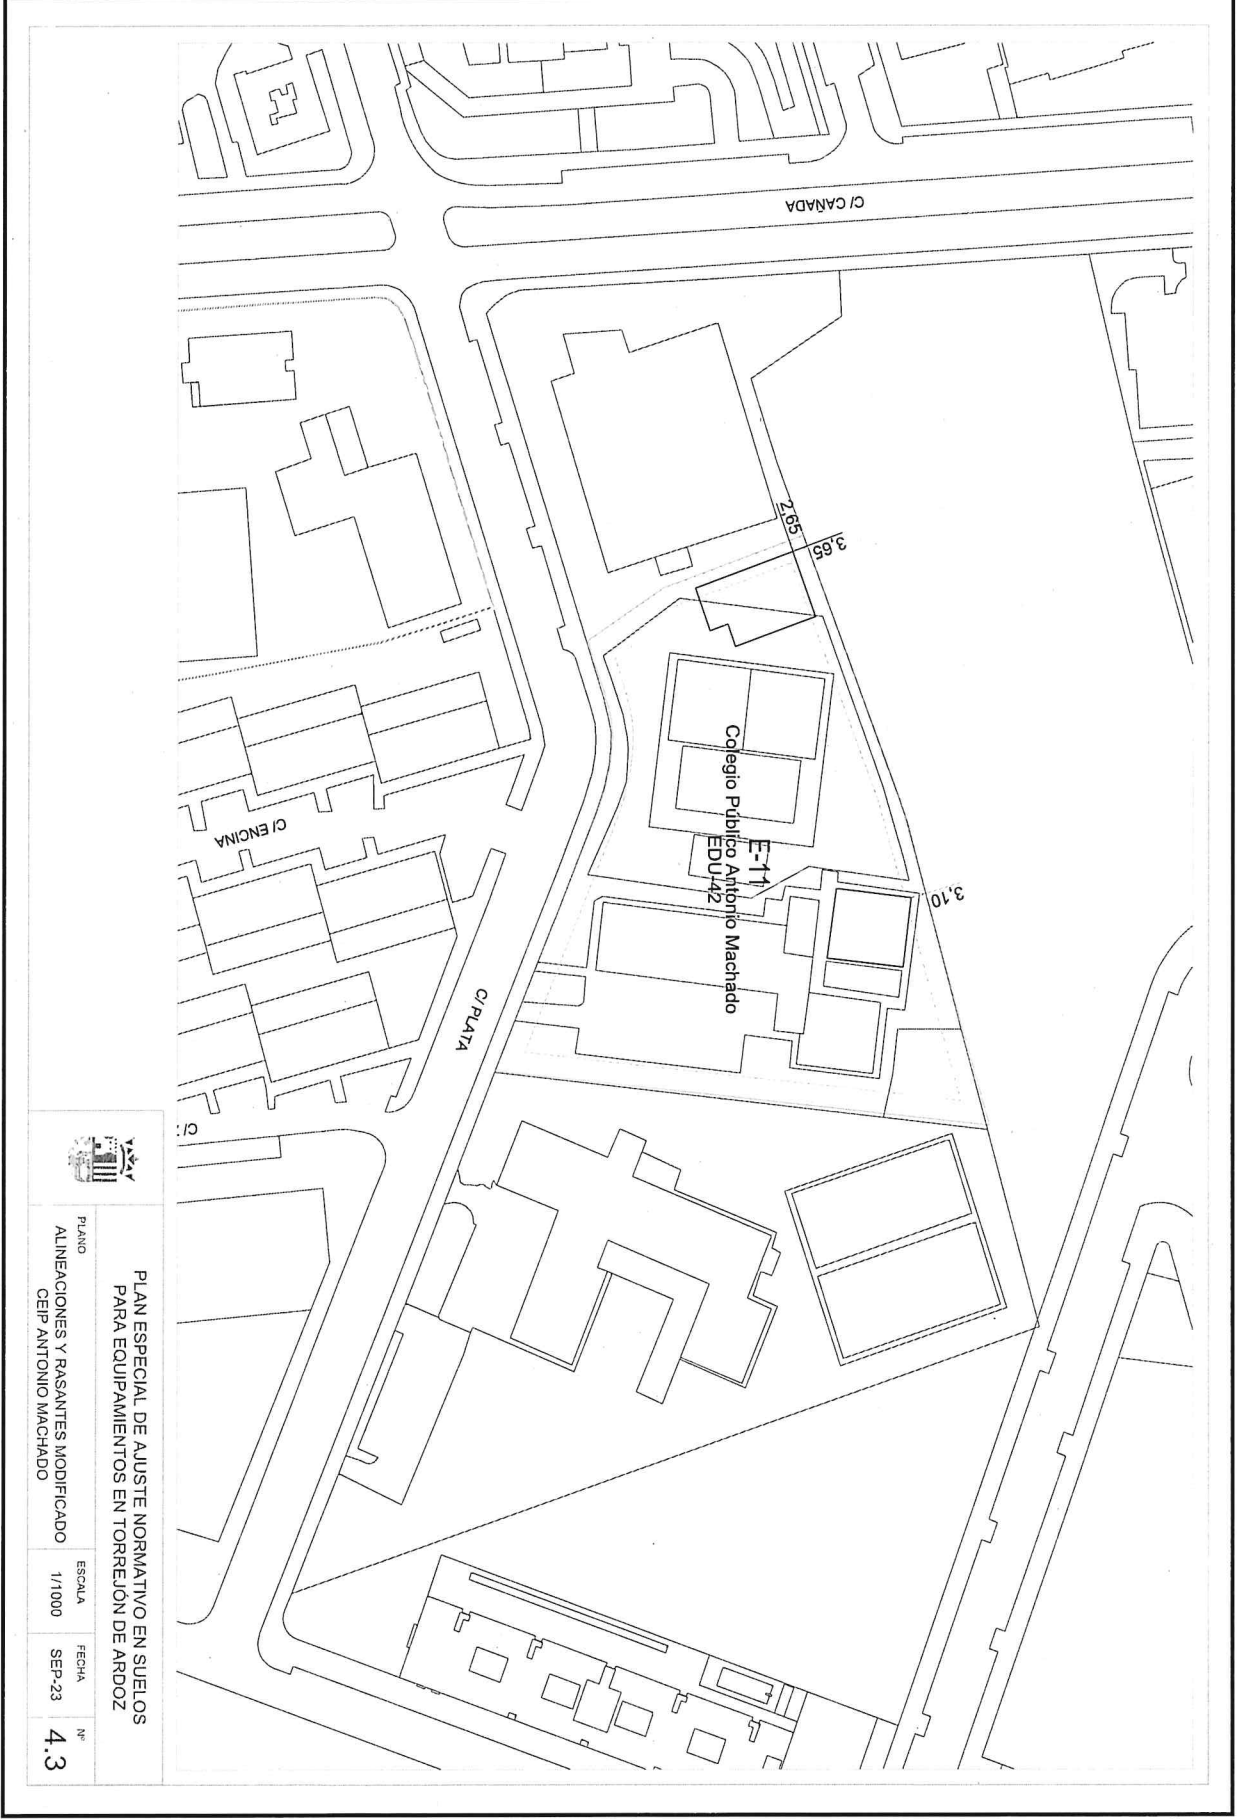 C/ CAÑADA
2,65
3,65
E-11
Colegio Público Antonio Machado
EDU-42
3,10
C/ ENCINA
C/PLATA
PLAN ESPECIAL DE AJUSTE NORMATIVO EN SUELOS
PARA EQUIPAMIENTOS EN TORREJÓN DE ARDOZ
PLANO
ALINEACIONES Y RASANTES MODIFICADO
CEIP ANTONIO MACHADO
ESCALA
1/1000
FECHA
SEP-23
Nº
4.3